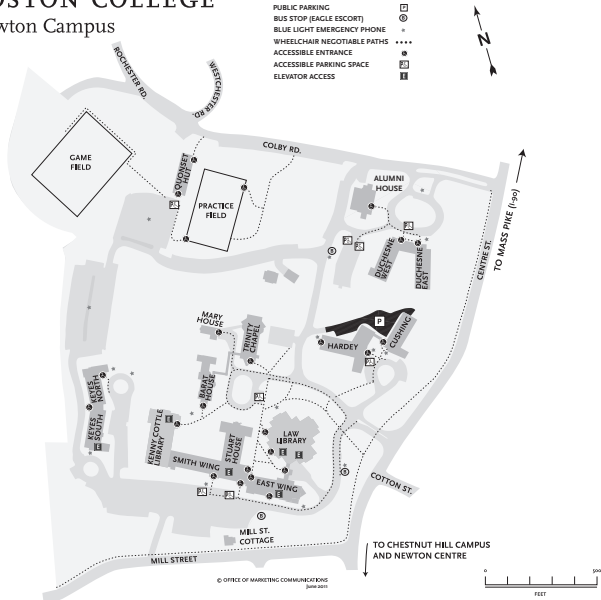 OSTON COLLEGE
wton Campus
PUBLIC PARKING P
BUS STOP (EAGLE ESCORT) B
BLUE LIGHT EMERGENCY PHONE
WHEELCHAIR NEGOTIABLE PATHS
ACCESSIBLE ENTRANCE
ACCESSIBLE PARKING SPACE
ELEVATOR ACCESS E
N
ROCHESTER RD.
WESTCHESTER RD.
COLBY RD.
GAME
FIELD
QUONSET
HUT
PRACTICE
FIELD
ALUMNI
HOUSE
DUCHESNE
WEST
DUCHESNE
EAST
CENTRE ST.
TO MASS PIKE (I-90)
B
MARY
HOUSE
TRINITY
CHAPEL
P
HARDEY
CUSHING
BARAT
HOUSE
KEYES
NORTH
KEYES
SOUTH
E
KENNY COTTLE
LIBRARY
E
LAW
LIBRARY
E E
STUART
HOUSE
SMITH WING
E
EAST WING
E
B
COTTON ST.
B
MILL ST.
COTTAGE
MILL STREET
TO CHESTNUT HILL CAMPUS
AND NEWTON CENTRE
© OFFICE OF MARKETING COMMUNICATIONS
June 2011
0 500
FEET